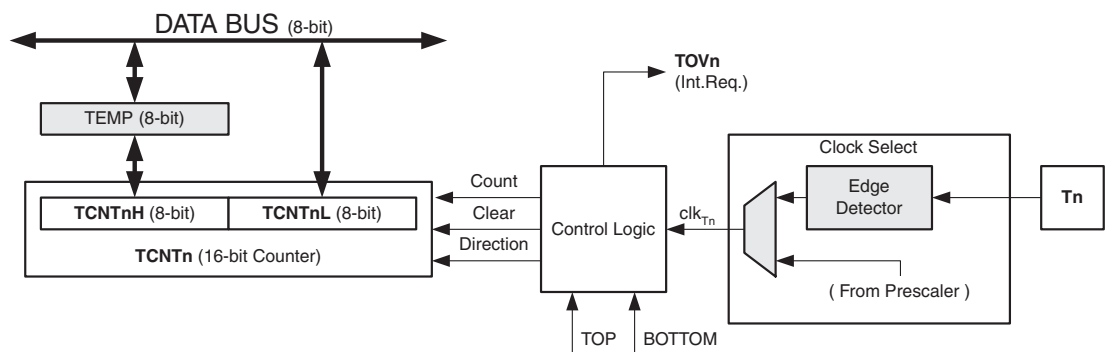 DATA BUS (8-bit)
TOVn
(Int.Req.)
TEMP (8-bit)
Clock Select
Count
Edge
Detector
Tn
TCNTnH (8-bit) TCNTnL (8-bit)
Clear
Control Logic
clkTn
TCNTn (16-bit Counter)
Direction
( From Prescaler )
TOP
BOTTOM